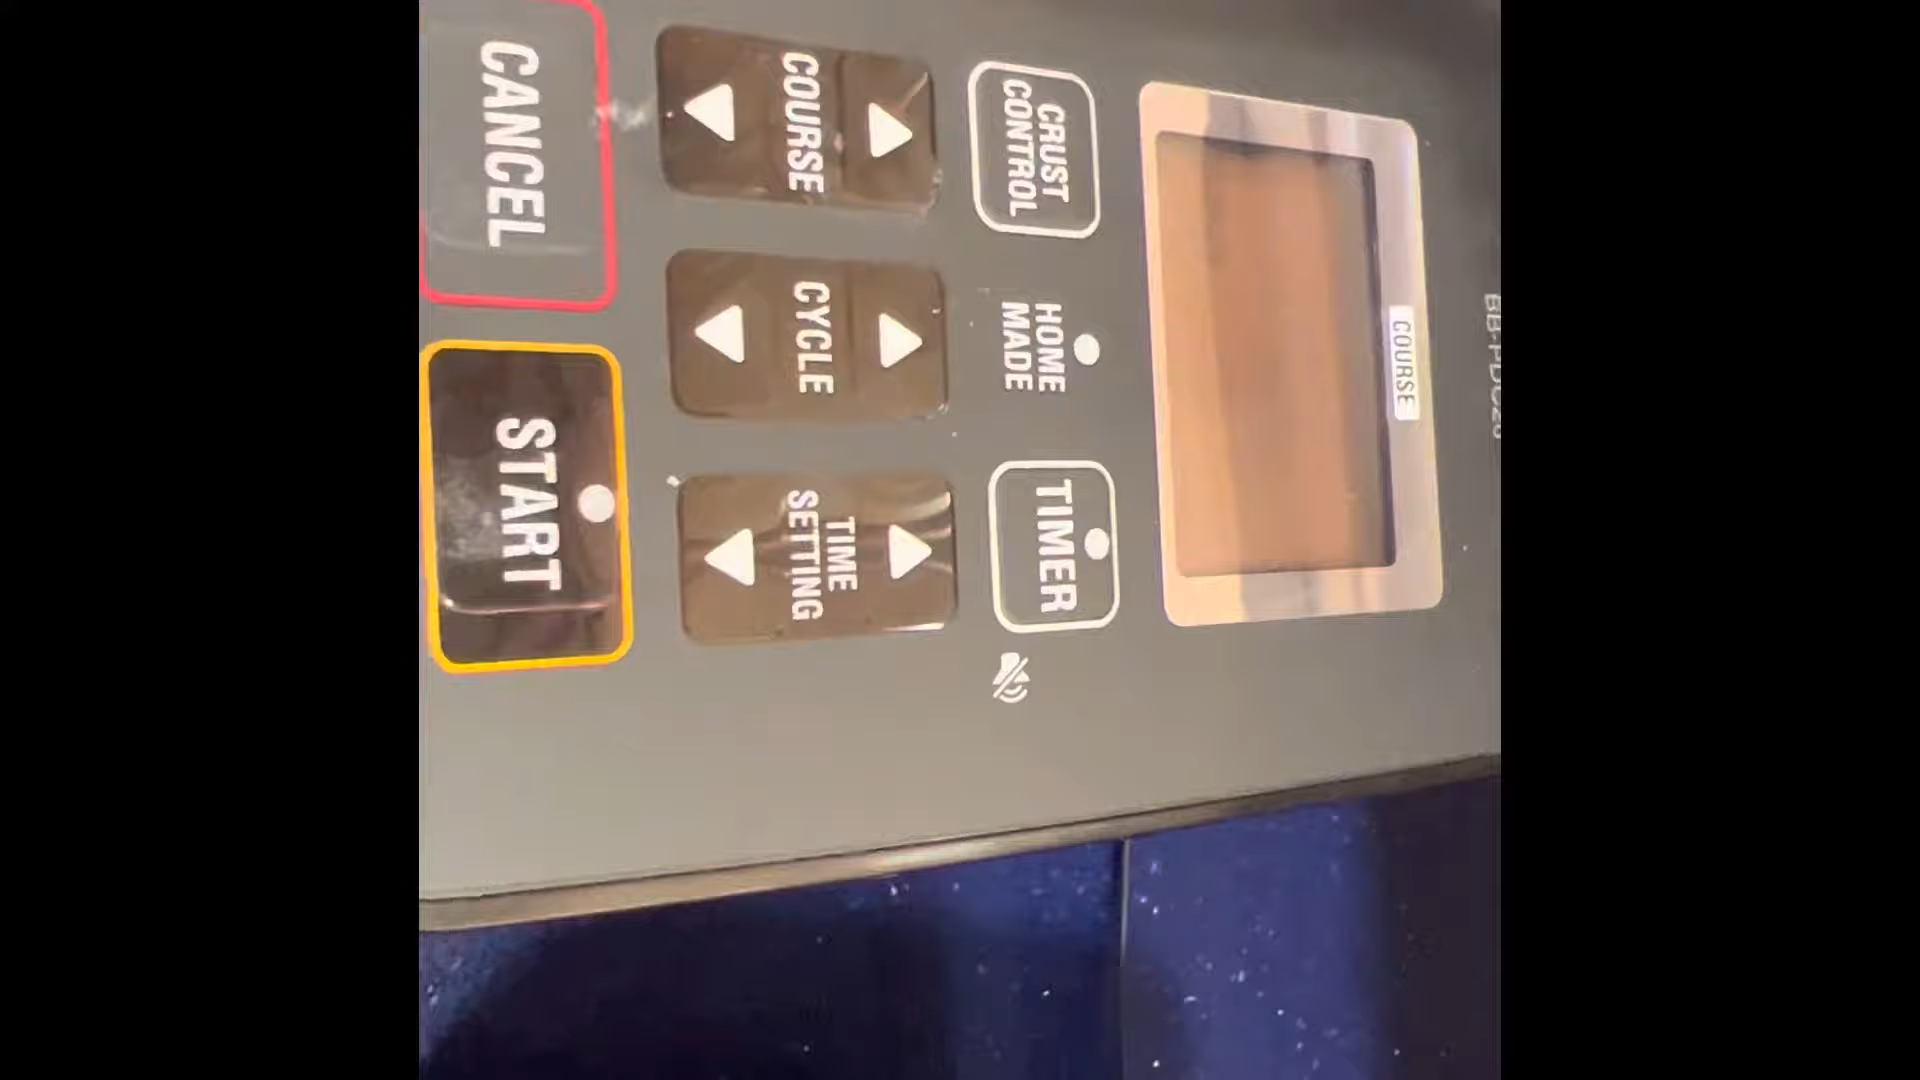 COURSE
CRUST
CONTROL
HOME
MADE
TIMER
COURSE
CYCLE
TIME
SETTING
CANCEL
START